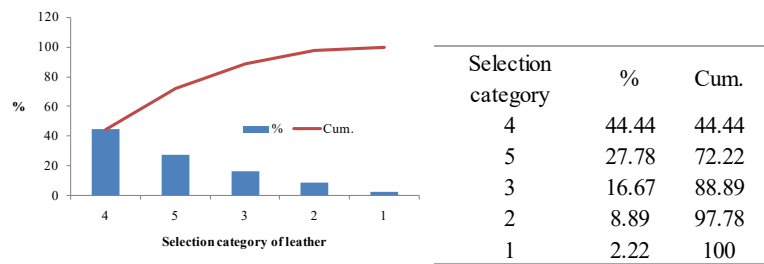 120
100
80
60
40
20
0
%
% Cum.
4 5 3 2 1
Selection category of leather
Selection category % Cum.
4 44.44 44.44
5 27.78 72.22
3 16.67 88.89
2 8.89 97.78
1 2.22 100